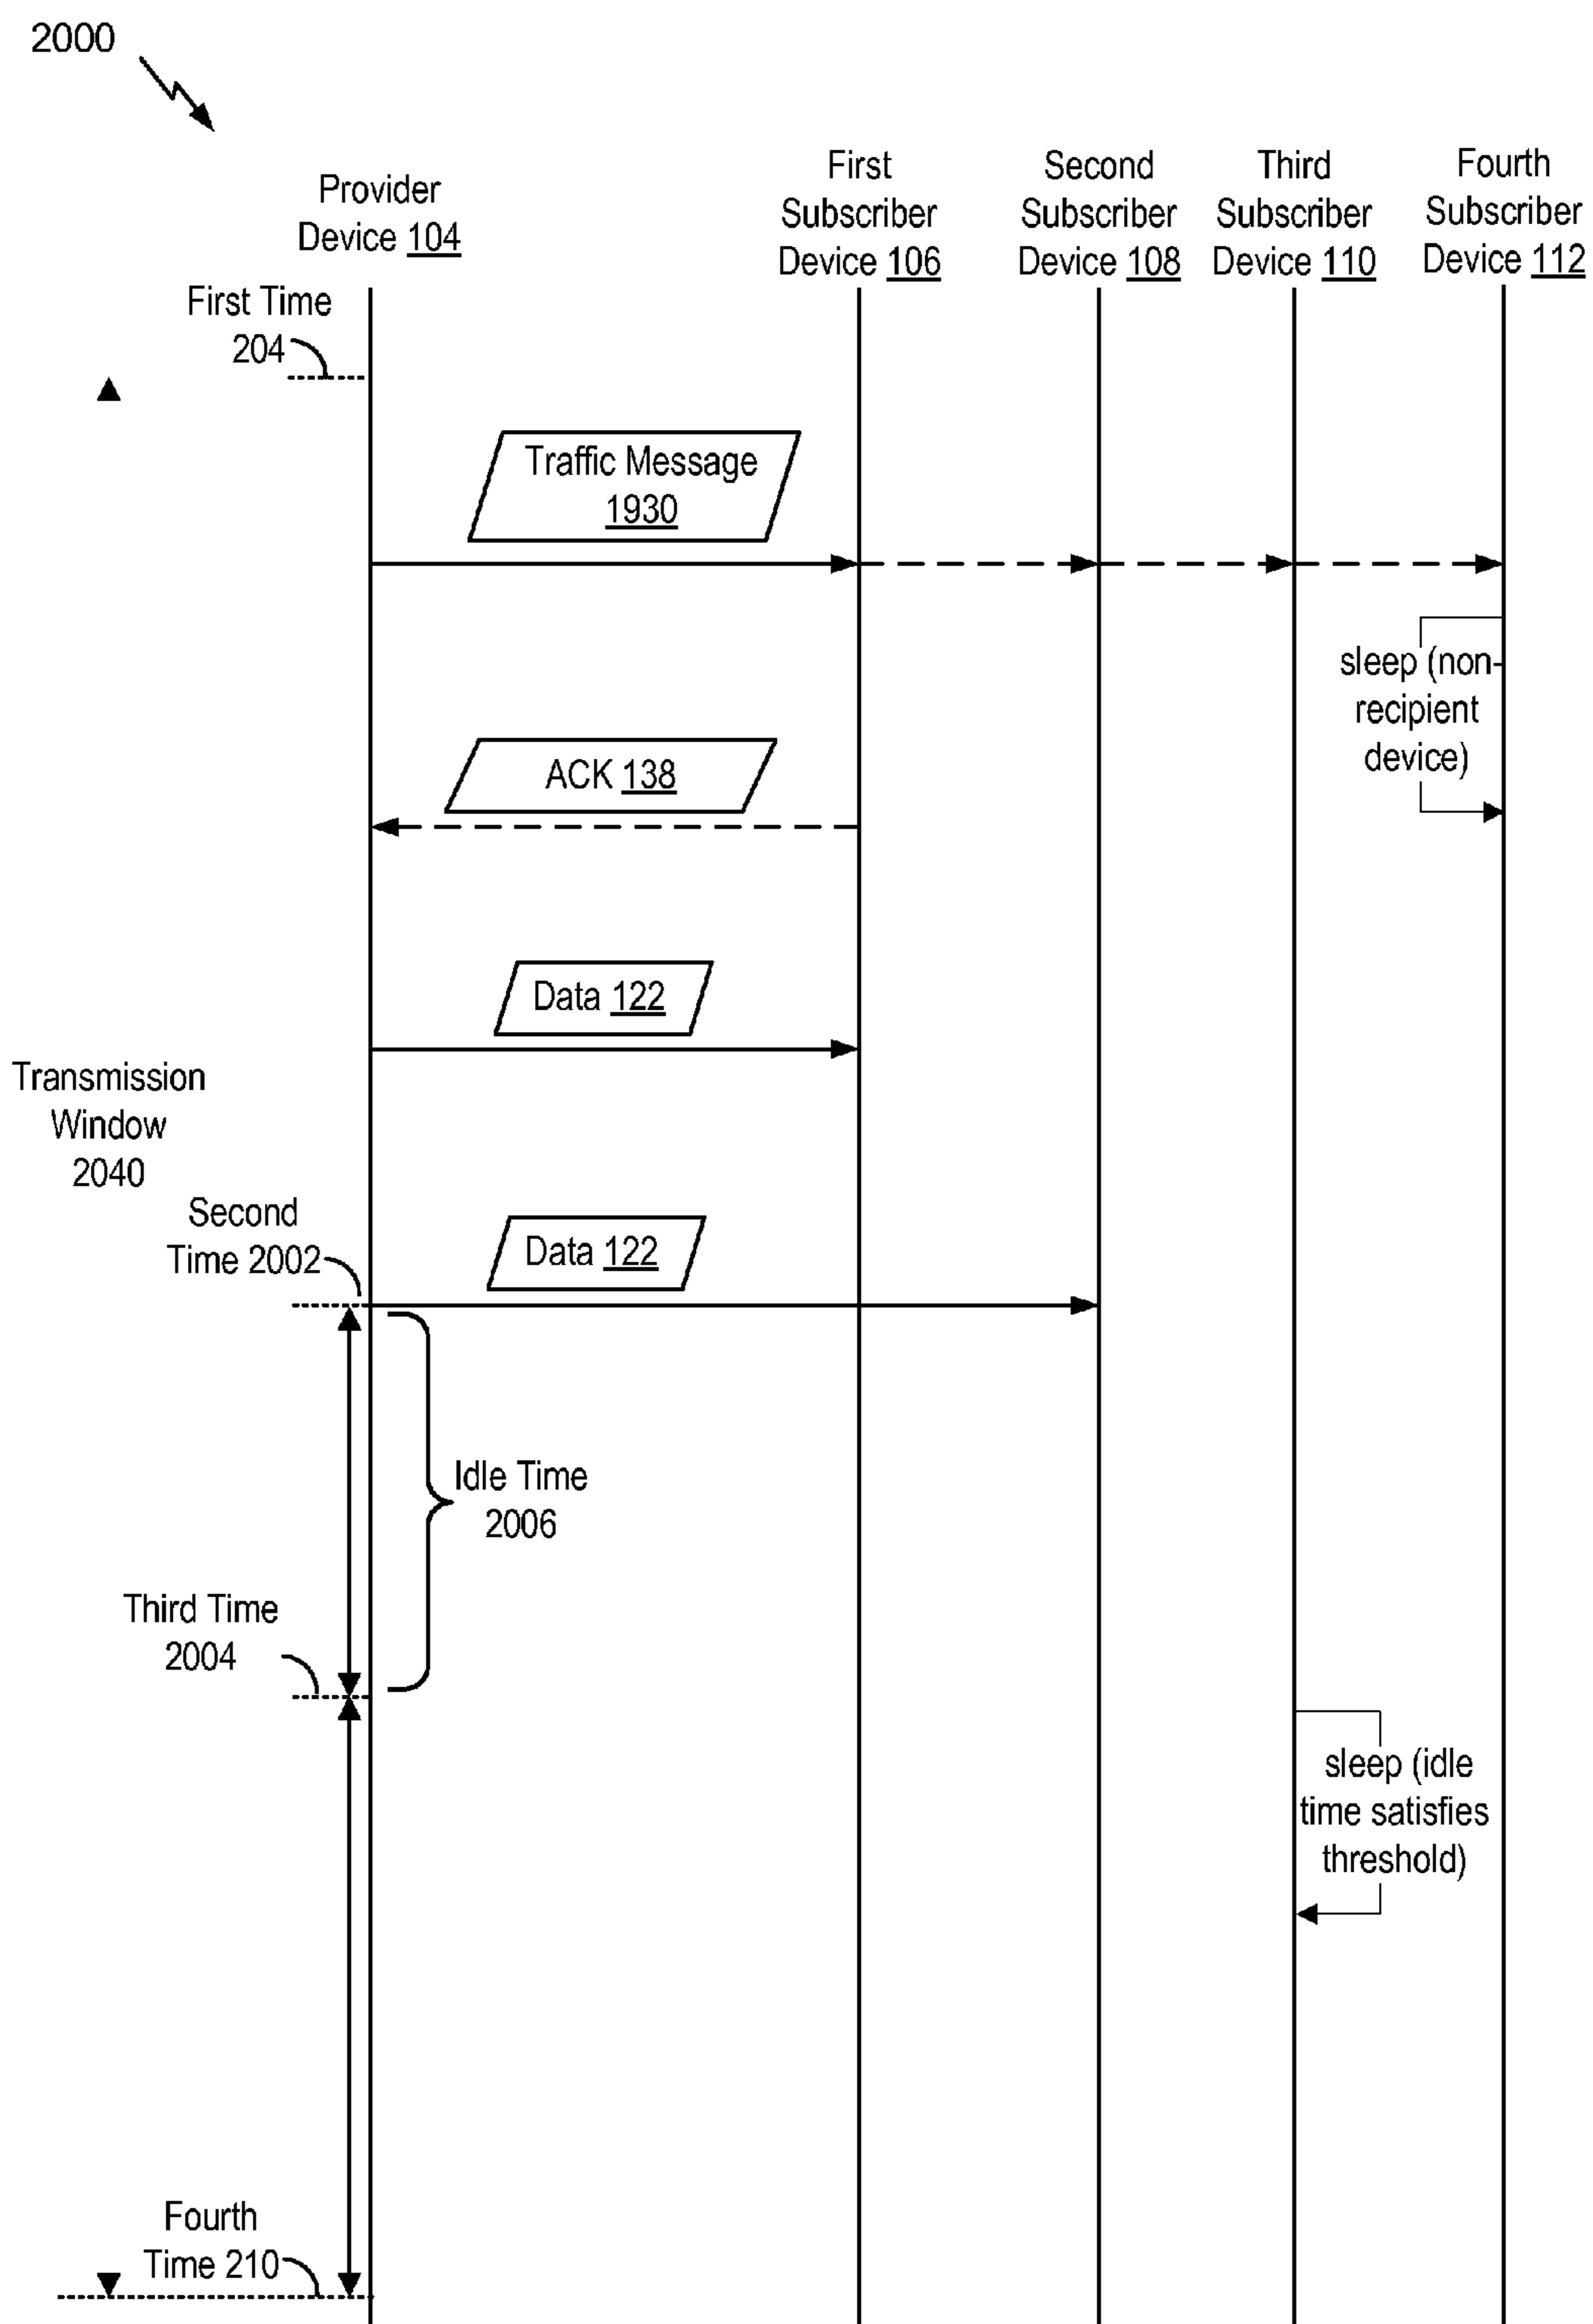 2000
Provider
Device 104
First
Subscriber
Device 106
Second
Subscriber
Device 108
Third
Subscriber
Device 110
Fourth
Subscriber
Device 112
First Time
204
Traffic Message
1930
sleep (non-
recipient
device)
ACK 138
Data 122
Transmission
Window
2040
Second
Time 2002
Data 122
Idle Time
2006
Third Time
2004
sleep (idle
time satisfies
threshold)
Fourth
Time 210